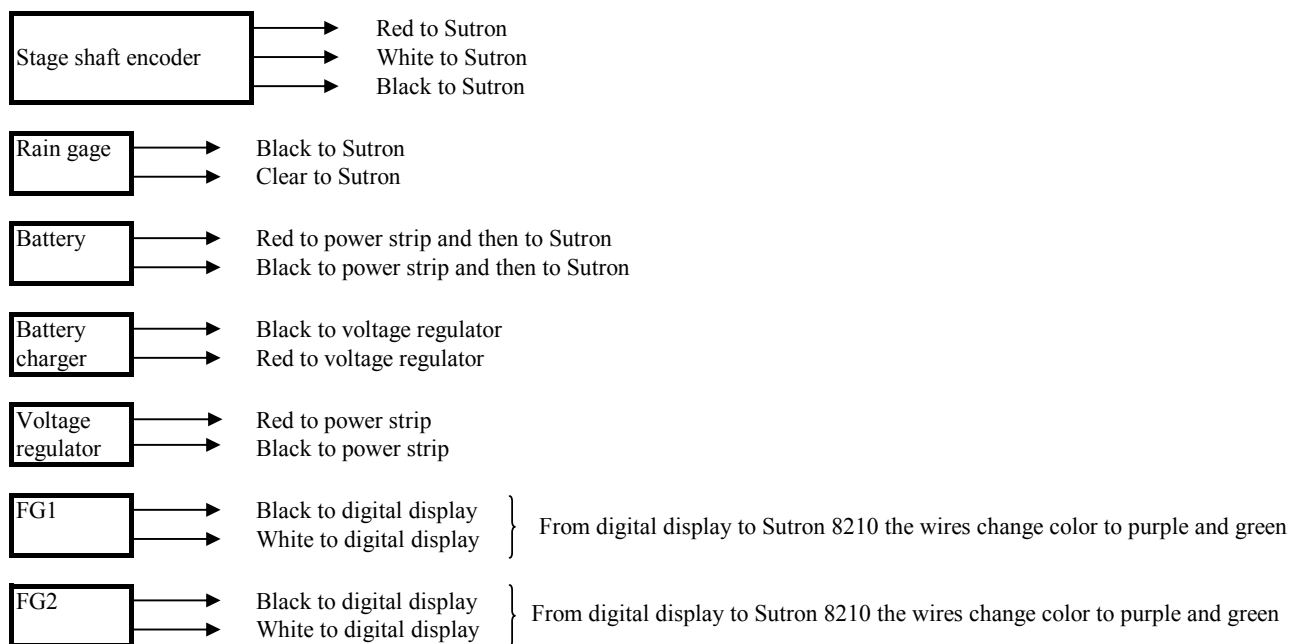 Stage shaft encoder
Red to Sutron
White to Sutron
Black to Sutron
Rain gage
Black to Sutron
Clear to Sutron
Battery
Red to power strip and then to Sutron
Black to power strip and then to Sutron
Battery
charger
Black to voltage regulator
Red to voltage regulator
Voltage
regulator
Red to power strip
Black to power strip
FG1
Black to digital display
White to digital display
From digital display to Sutron 8210 the wires change color to purple and green
FG2
Black to digital display
White to digital display
From digital display to Sutron 8210 the wires change color to purple and green